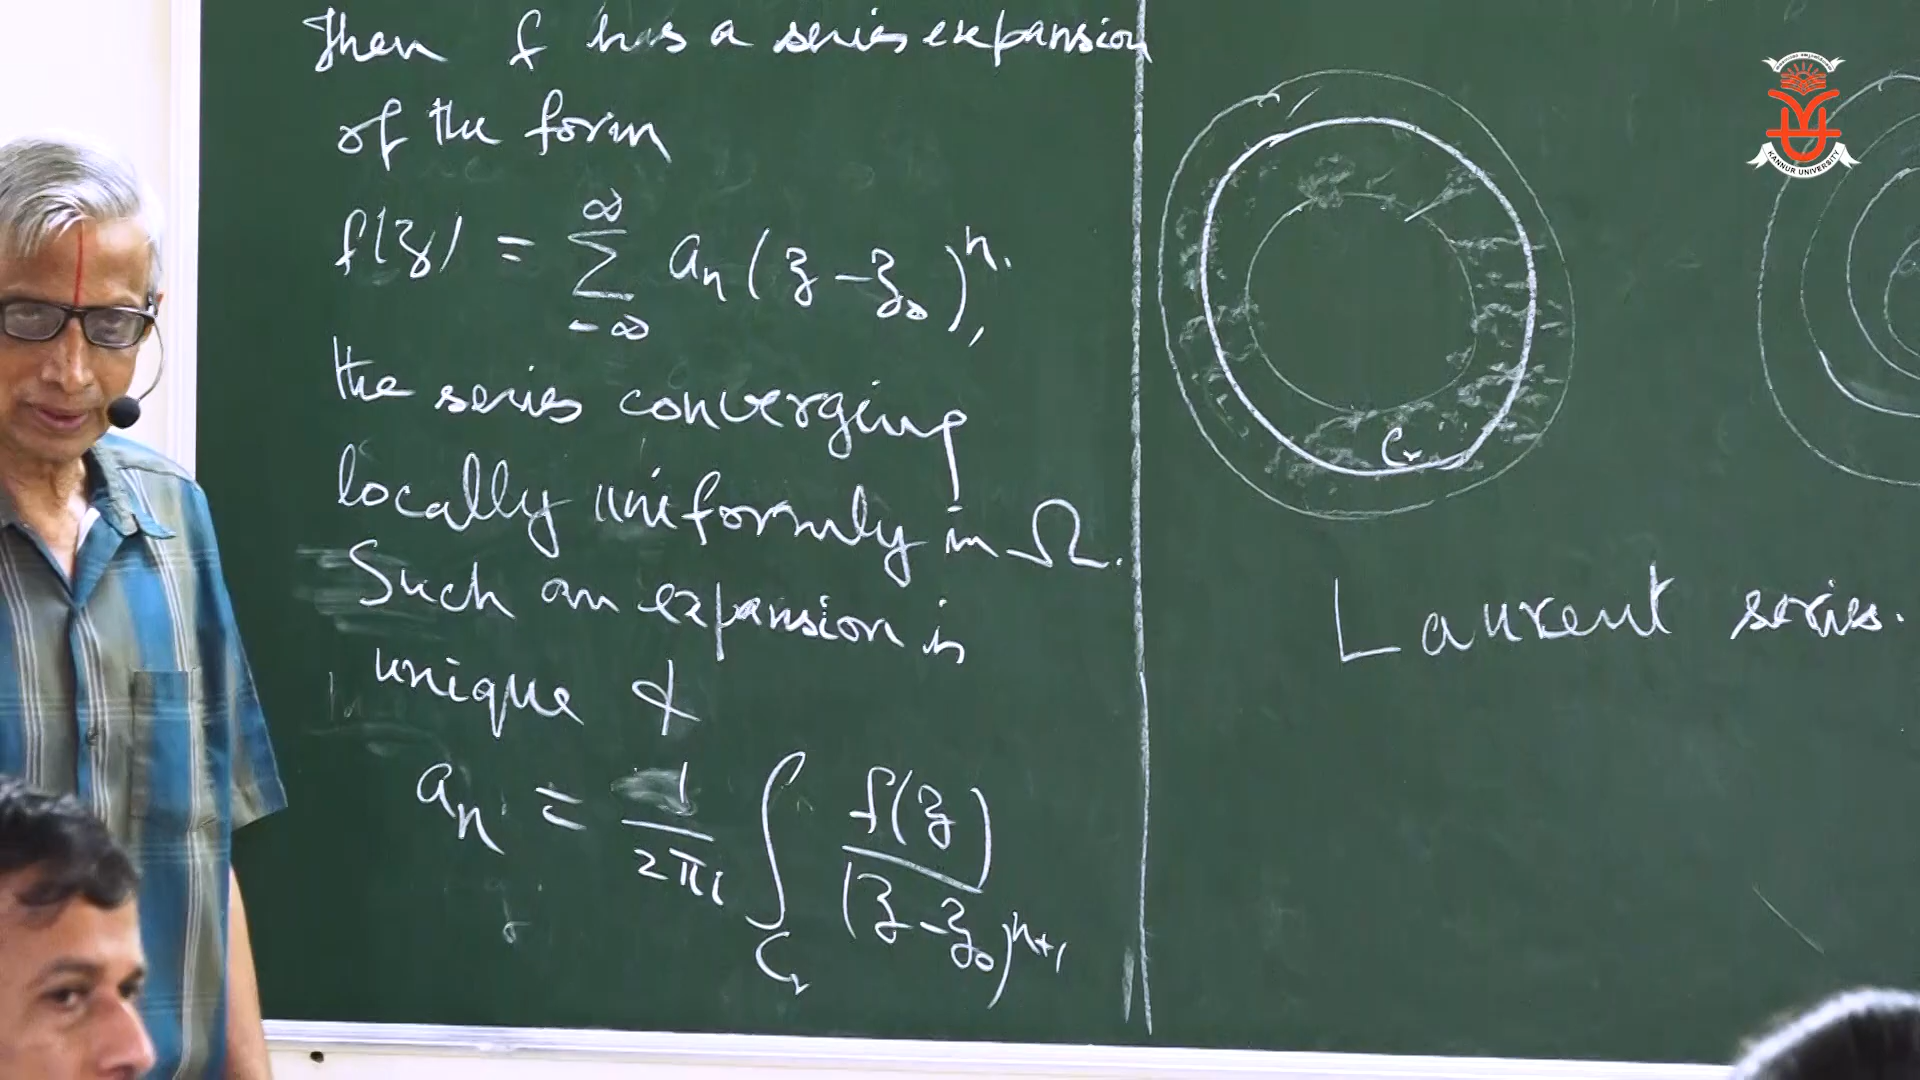 Then f has a series expansion
of the form
f(z) = ∑_{-∞}^{∞} a_n (z - z_0)^n,
the series converging
locally uniformly in Ω.
Such an expansion is
unique &
a_n = 1/2πi ∫_{C_r} f(z)/(z - z_0)^{n+1}
C_r
Laurent series.
KANNUR UNIVERSITY